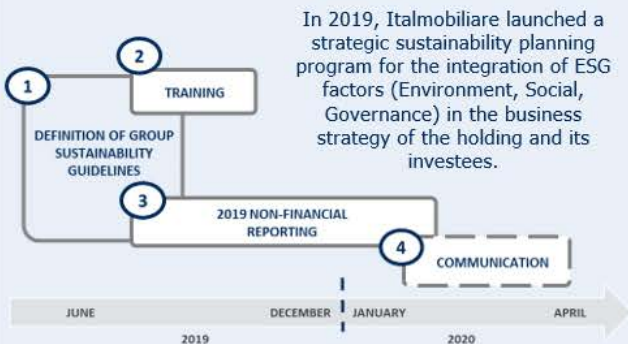 In 2019, Italmobiliare launched a
strategic sustainability planning
program for the integration of ESG
factors (Environment, Social,
Governance) in the business
strategy of the holding and its
investees.
1
DEFINITION OF GROUP
SUSTAINABILITY
GUIDELINES
2
TRAINING
3
2019 NON-FINANCIAL
REPORTING
4
COMMUNICATION
JUNE DECEMBER JANUARY APRIL
2019 2020